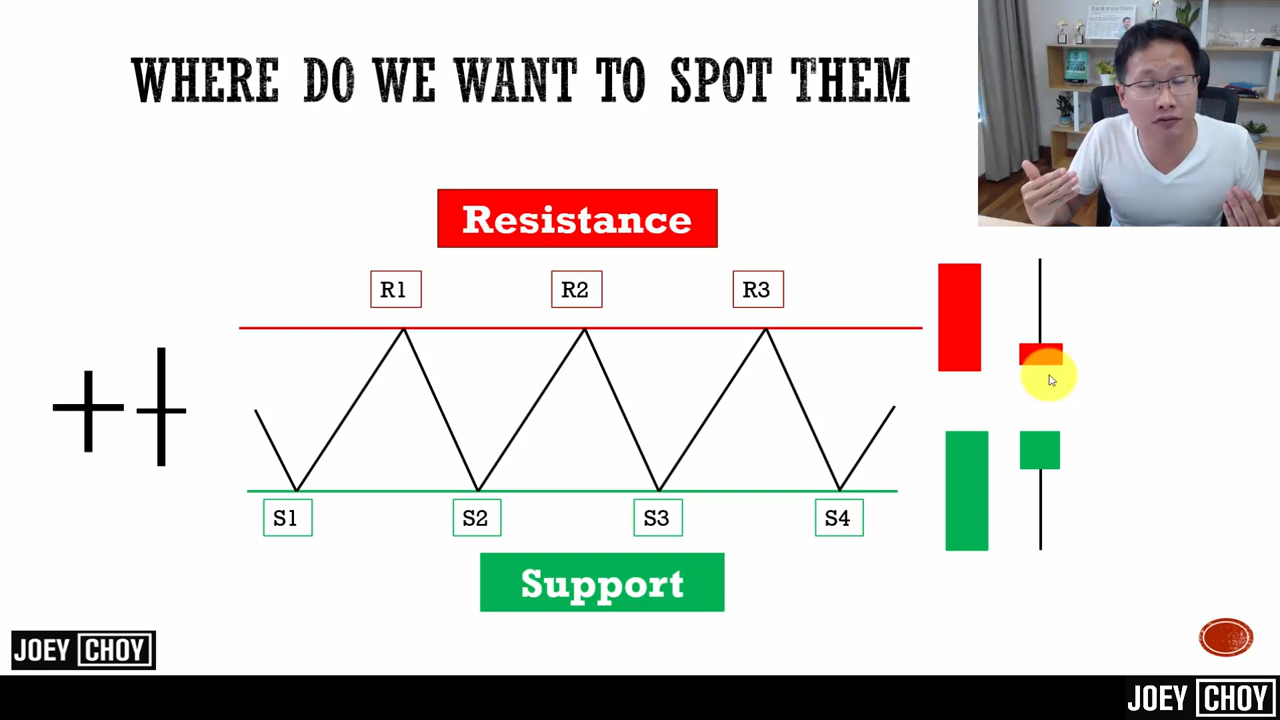 WHERE DO WE WANT TO SPOT THEM
Resistance
R1
R2
R3
S1
S2
S3
S4
Support
JOEY CHOY
JOEY CHOY